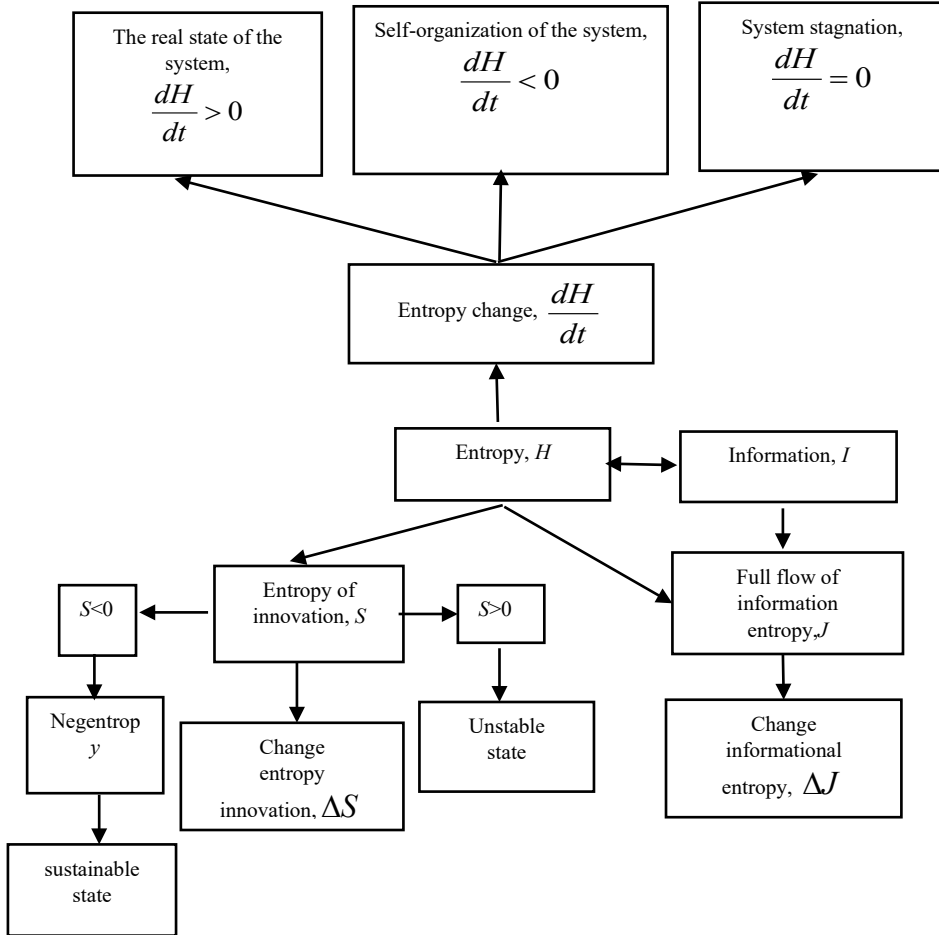 The real state of the
system,
dH/dt > 0
Self-organization of the system,
dH/dt < 0
System stagnation,
dH/dt = 0
Entropy change, dH/dt
Entropy, H
Information, I
S<0
Entropy of
innovation, S
S>0
Full flow of
information
entropy,J
Negentrop
y
Change
entropy
innovation, ΔS
Unstable
state
Change
informational
entropy, ΔJ
sustainable
state